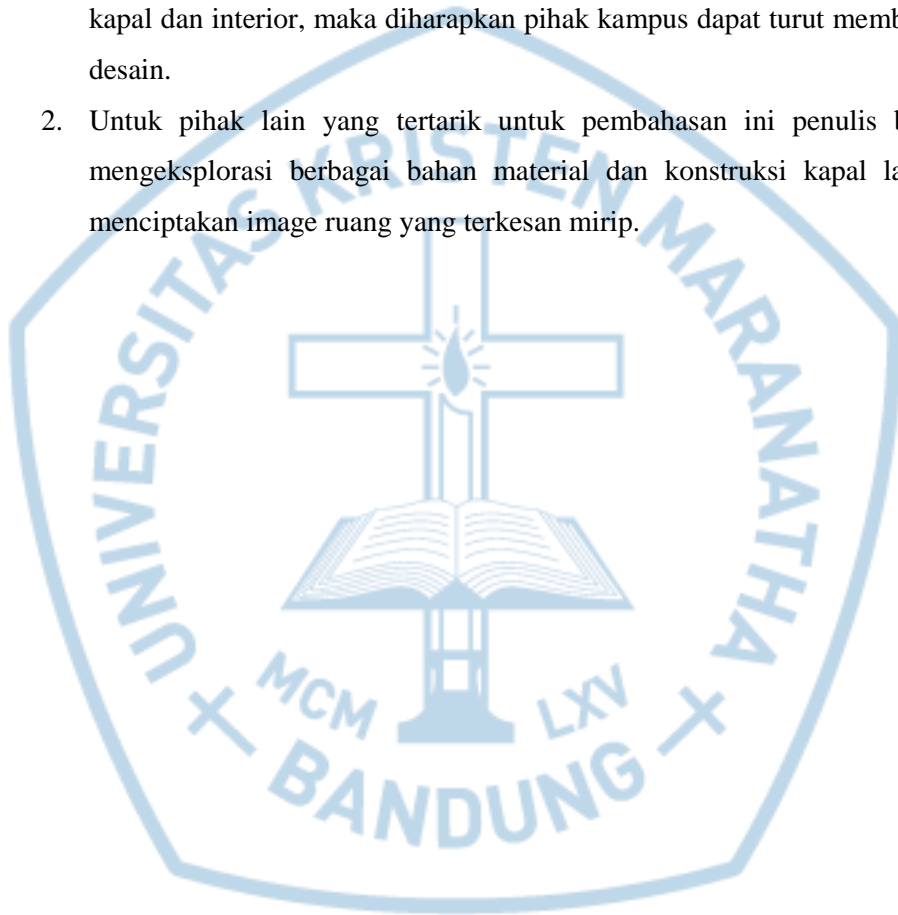 kapal dan interior, maka diharapkan pihak kampus dapat turut
desain.
2. Untuk pihak lain yang tertarik untuk pembahasan ini penulis
mengeksplorasi berbagai bahan material dan konstruksi kapal
menciptakan image ruang yang terkesan mirip.
UNIVERSITAS KRISTEN MARANATHA
MCM LXV
BANDUNG